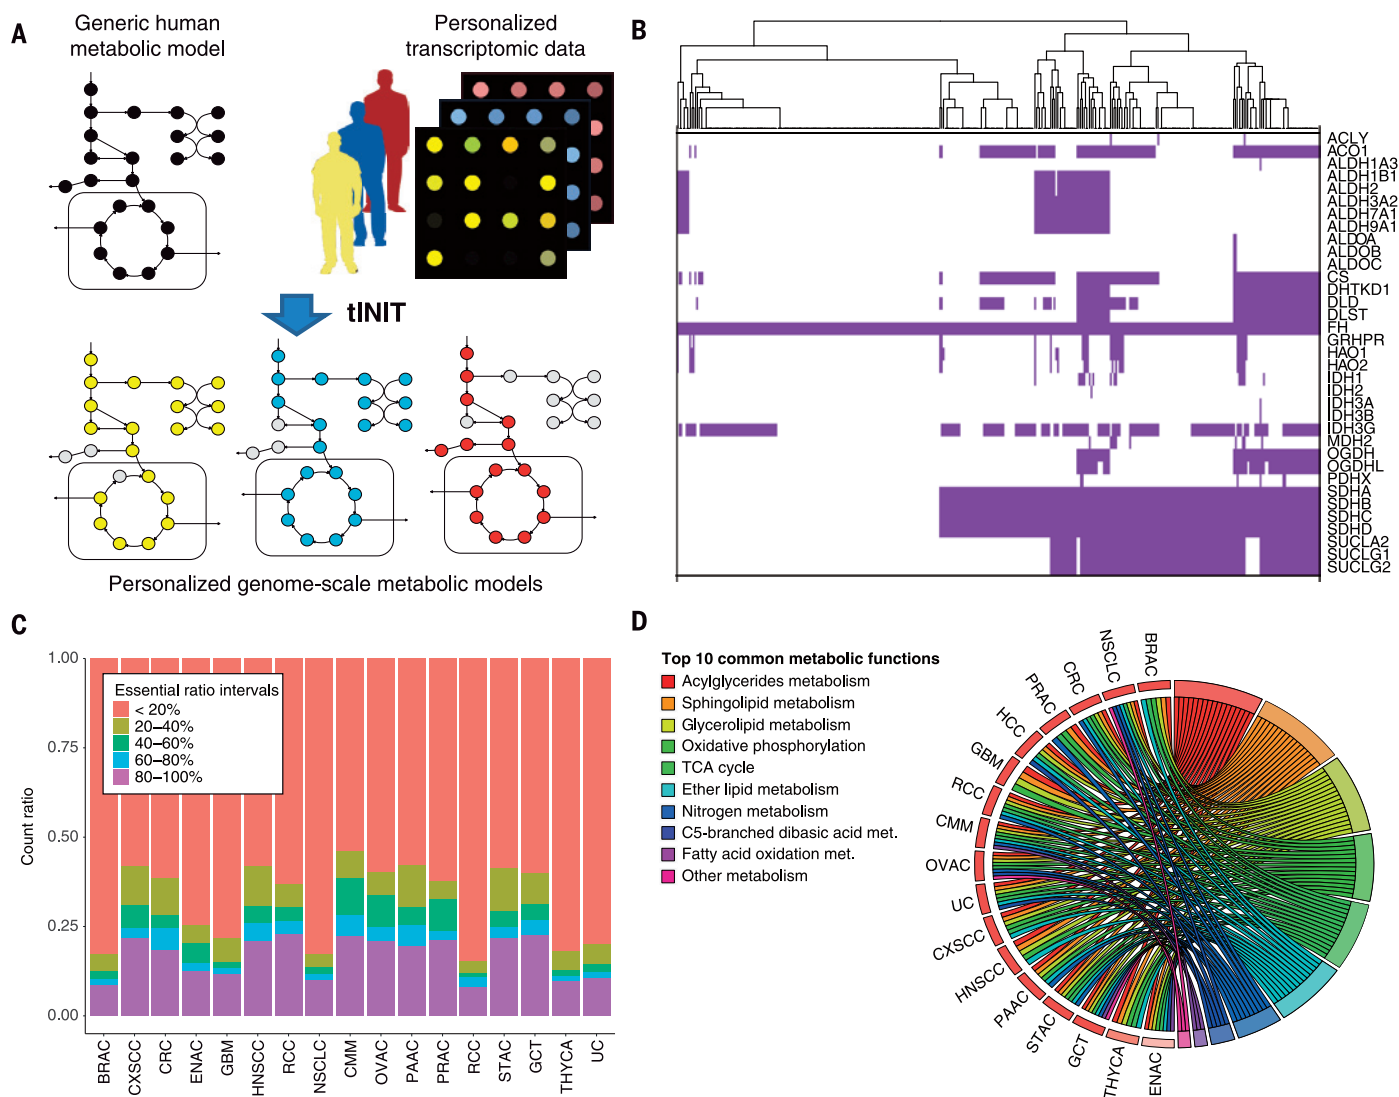 A
Generic human
metabolic model
Personalized
transcriptomic data
tINIT
Personalized genome-scale metabolic models
B
ACLY
ACO1
ALDH1A3
ALDH1B1
ALDH2
ALDH3A2
ALDH7A1
ALDH9A1
ALDOA
ALDOB
ALDOC
CS
DHTKD1
DLD
DLST
FH
GRHPR
HAO1
HAO2
IDH1
IDH2
IDH3A
IDH3B
IDH3G
MDH2
OGDH
OGDHL
PDHX
SDHA
SDHB
SDHC
SDHD
SUCLA2
SUCLG1
SUCLG2
C
Count ratio
1.00
0.75
0.50
0.25
0.00
Essential ratio intervals
< 20%
20–40%
40–60%
60–80%
80–100%
BRAC
CXSCC
CRC
ENAC
GBM
HNSCC
RCC
NSCLC
CMM
OVAC
PAAC
PRAC
RCC
STAC
GCT
THYCA
UC
D
Top 10 common metabolic functions
Acylglycerides metabolism
Sphingolipid metabolism
Glycerolipid metabolism
Oxidative phosphorylation
TCA cycle
Ether lipid metabolism
Nitrogen metabolism
C5-branched dibasic acid met.
Fatty acid oxidation met.
Other metabolism
BRAC
NSCLC
CRC
PRAC
HCC
GBM
RCC
CMM
OVAC
UC
CXSCC
HNSCC
PAAC
STAC
GCT
THYCA
ENAC